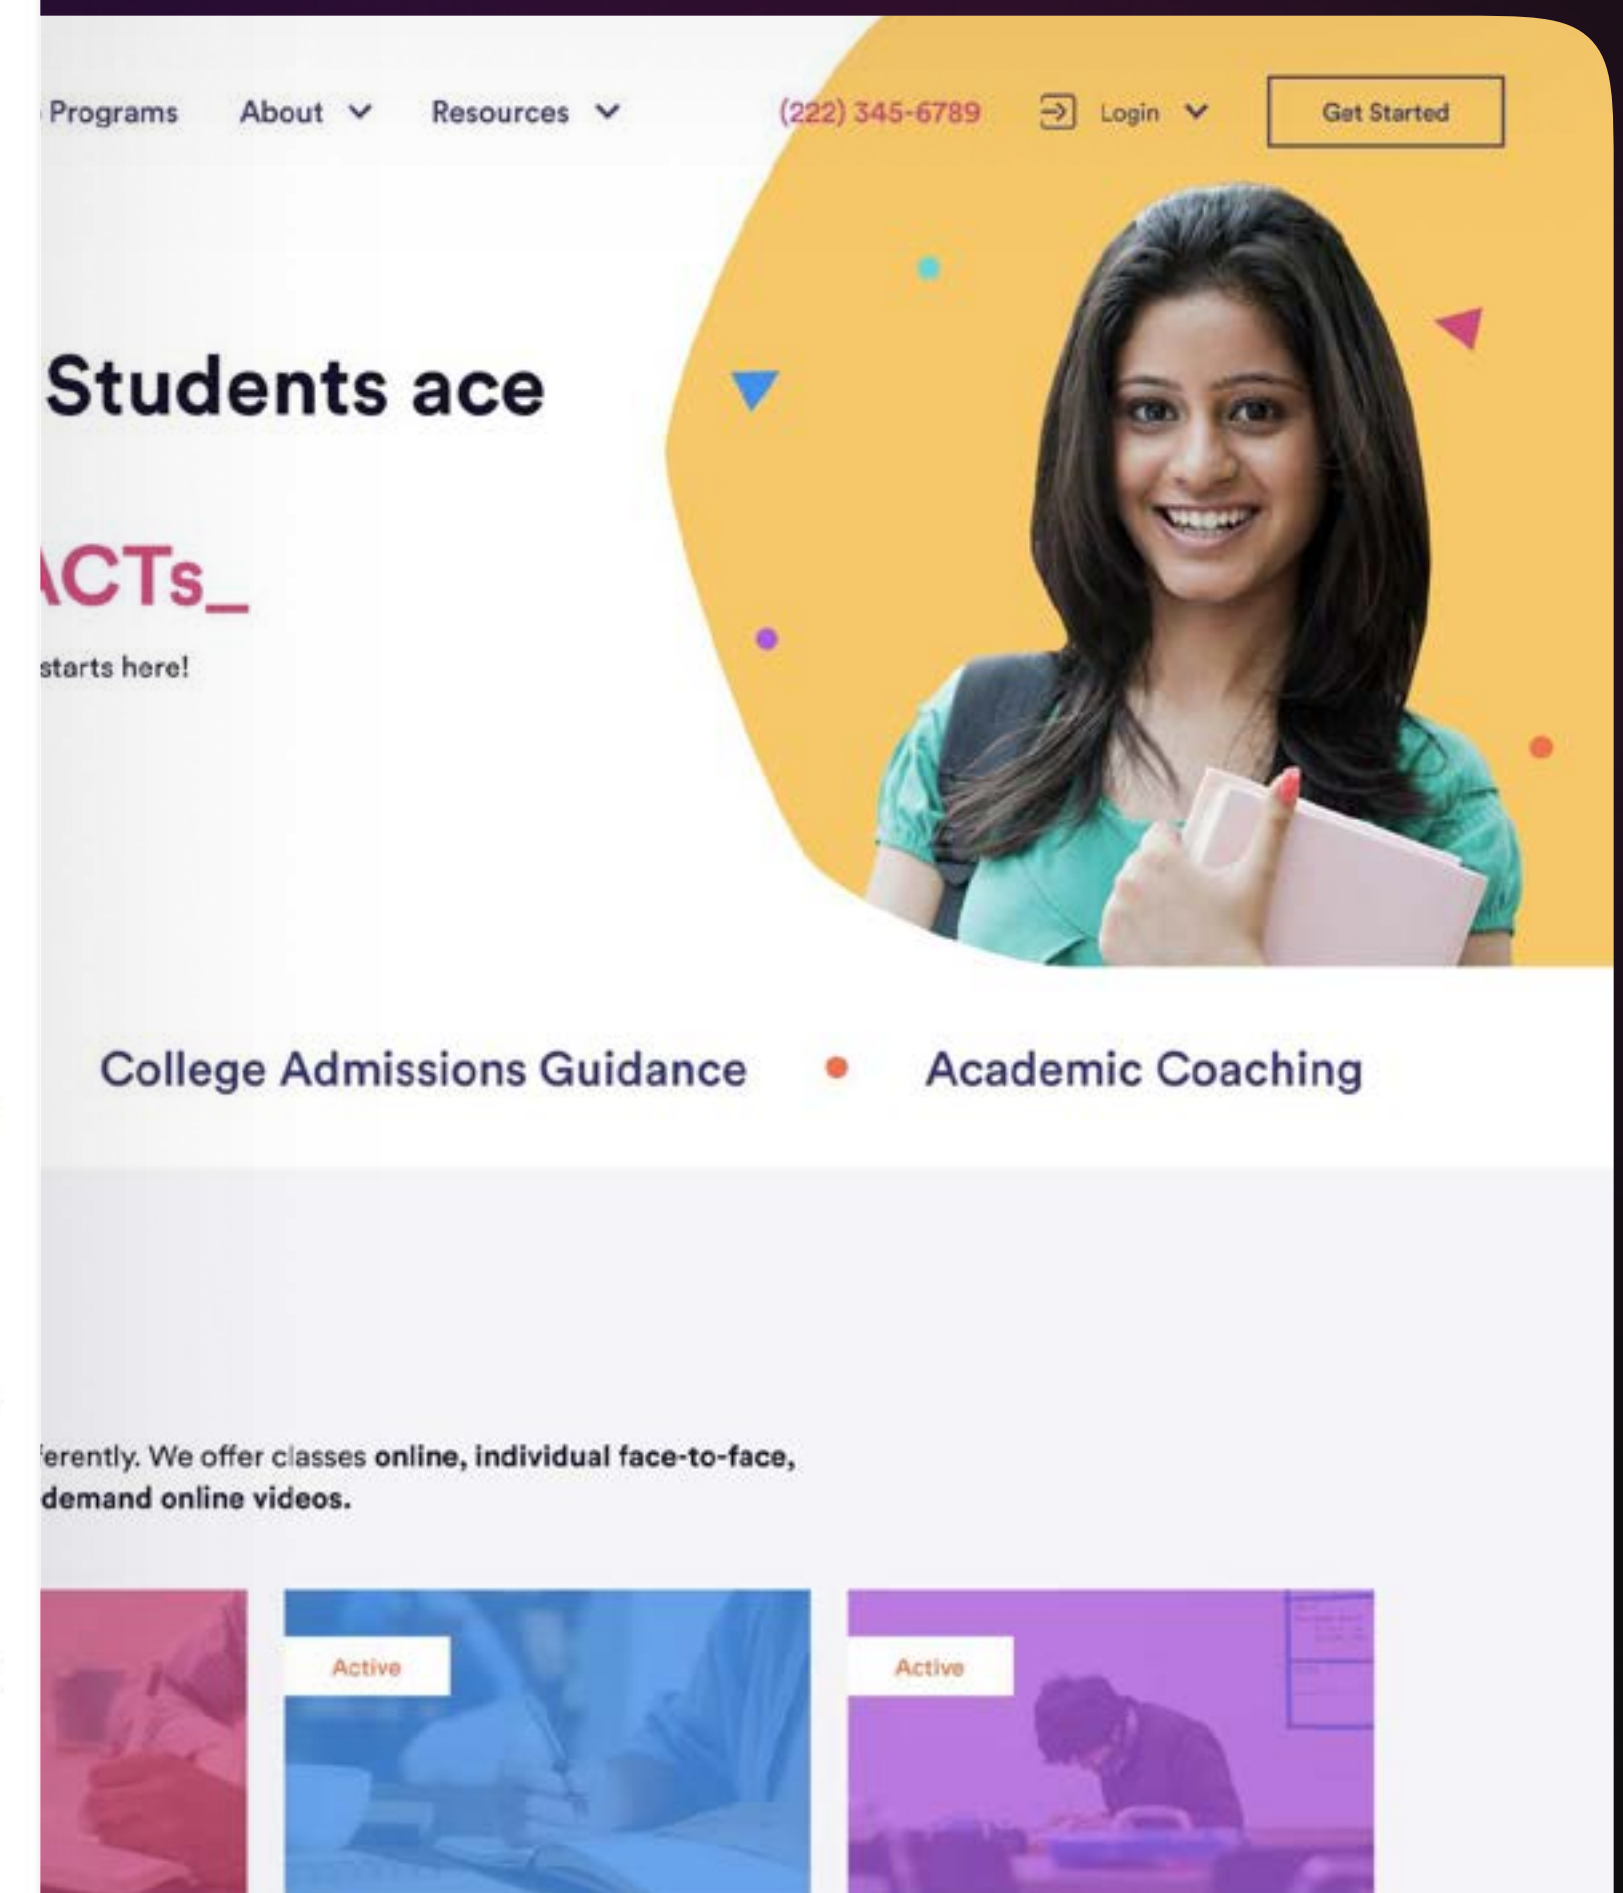 Programs About Resources (222) 345-6789 Login Get Started
Students ace
ACTs_
starts here!
College Admissions Guidance • Academic Coaching
erently. We offer classes online, individual face-to-face,
demand online videos.
Active Active